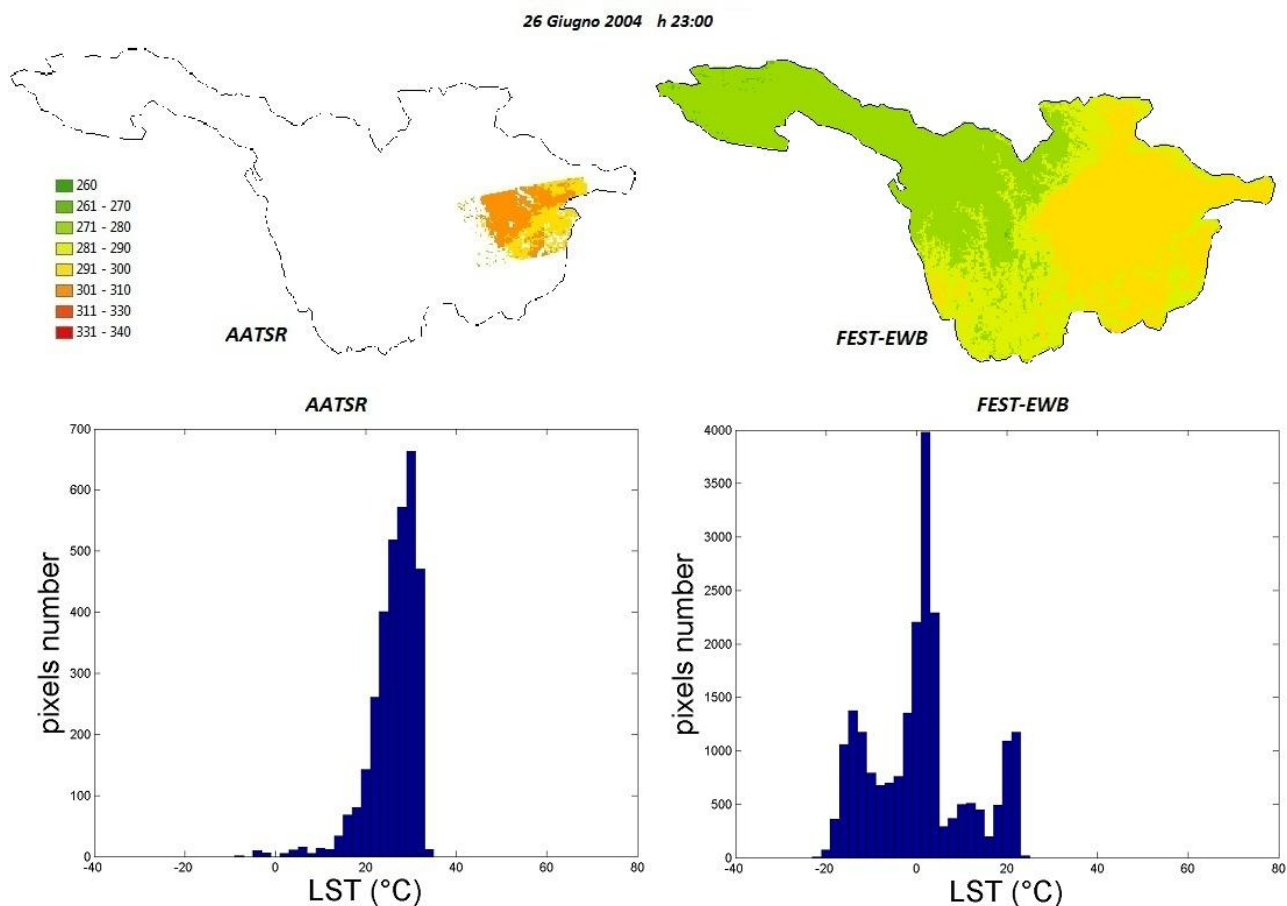 26 Giugno 2004 h 23:00
260
261 - 270
271 - 280
281 - 290
291 - 300
301 - 310
311 - 330
331 - 340
AATSR
FEST-EWB
AATSR
700
600
500
400
300
200
100
0
-40
-20
0
20
40
60
80
pixels number
LST (°C)
FEST-EWB
4000
3500
3000
2500
2000
1500
1000
500
0
-40
-20
0
20
40
60
80
pixels number
LST (°C)